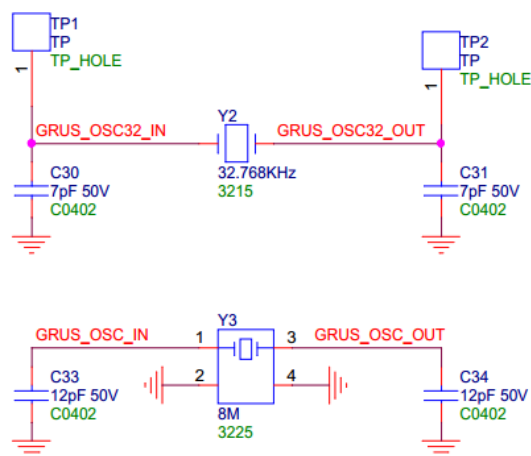 TP1
TP
TP_HOLE
1
TP2
TP
TP_HOLE
1
GRUS_OSC32_IN
Y2
GRUS_OSC32_OUT
32.768KHz
3215
C30
7pF 50V
C0402
C31
7pF 50V
C0402
GRUS_OSC_IN
1
Y3
3
GRUS_OSC_OUT
2
4
8M
3225
C33
12pF 50V
C0402
C34
12pF 50V
C0402